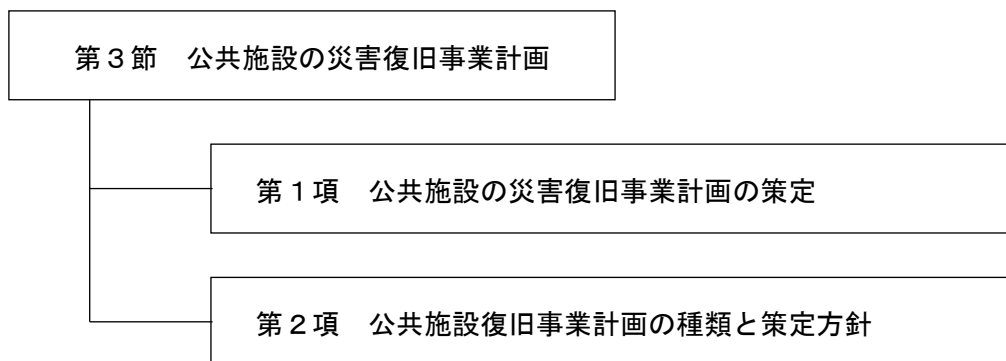 第３節　公共施設の災害復旧事業計画
第１項　公共施設の災害復旧事業計画の策定
第２項　公共施設復旧事業計画の種類と策定方針